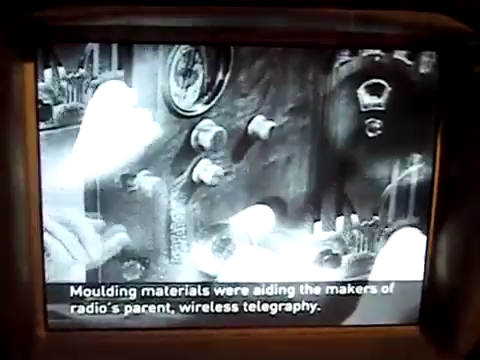 Moulding materials were aiding the makers of
radio's parent, wireless telegraphy.